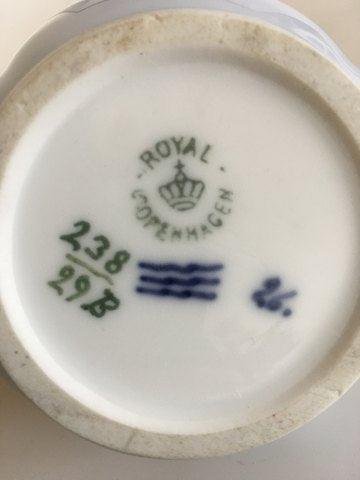 ROYAL
COPENHAGEN
238
29B
26.